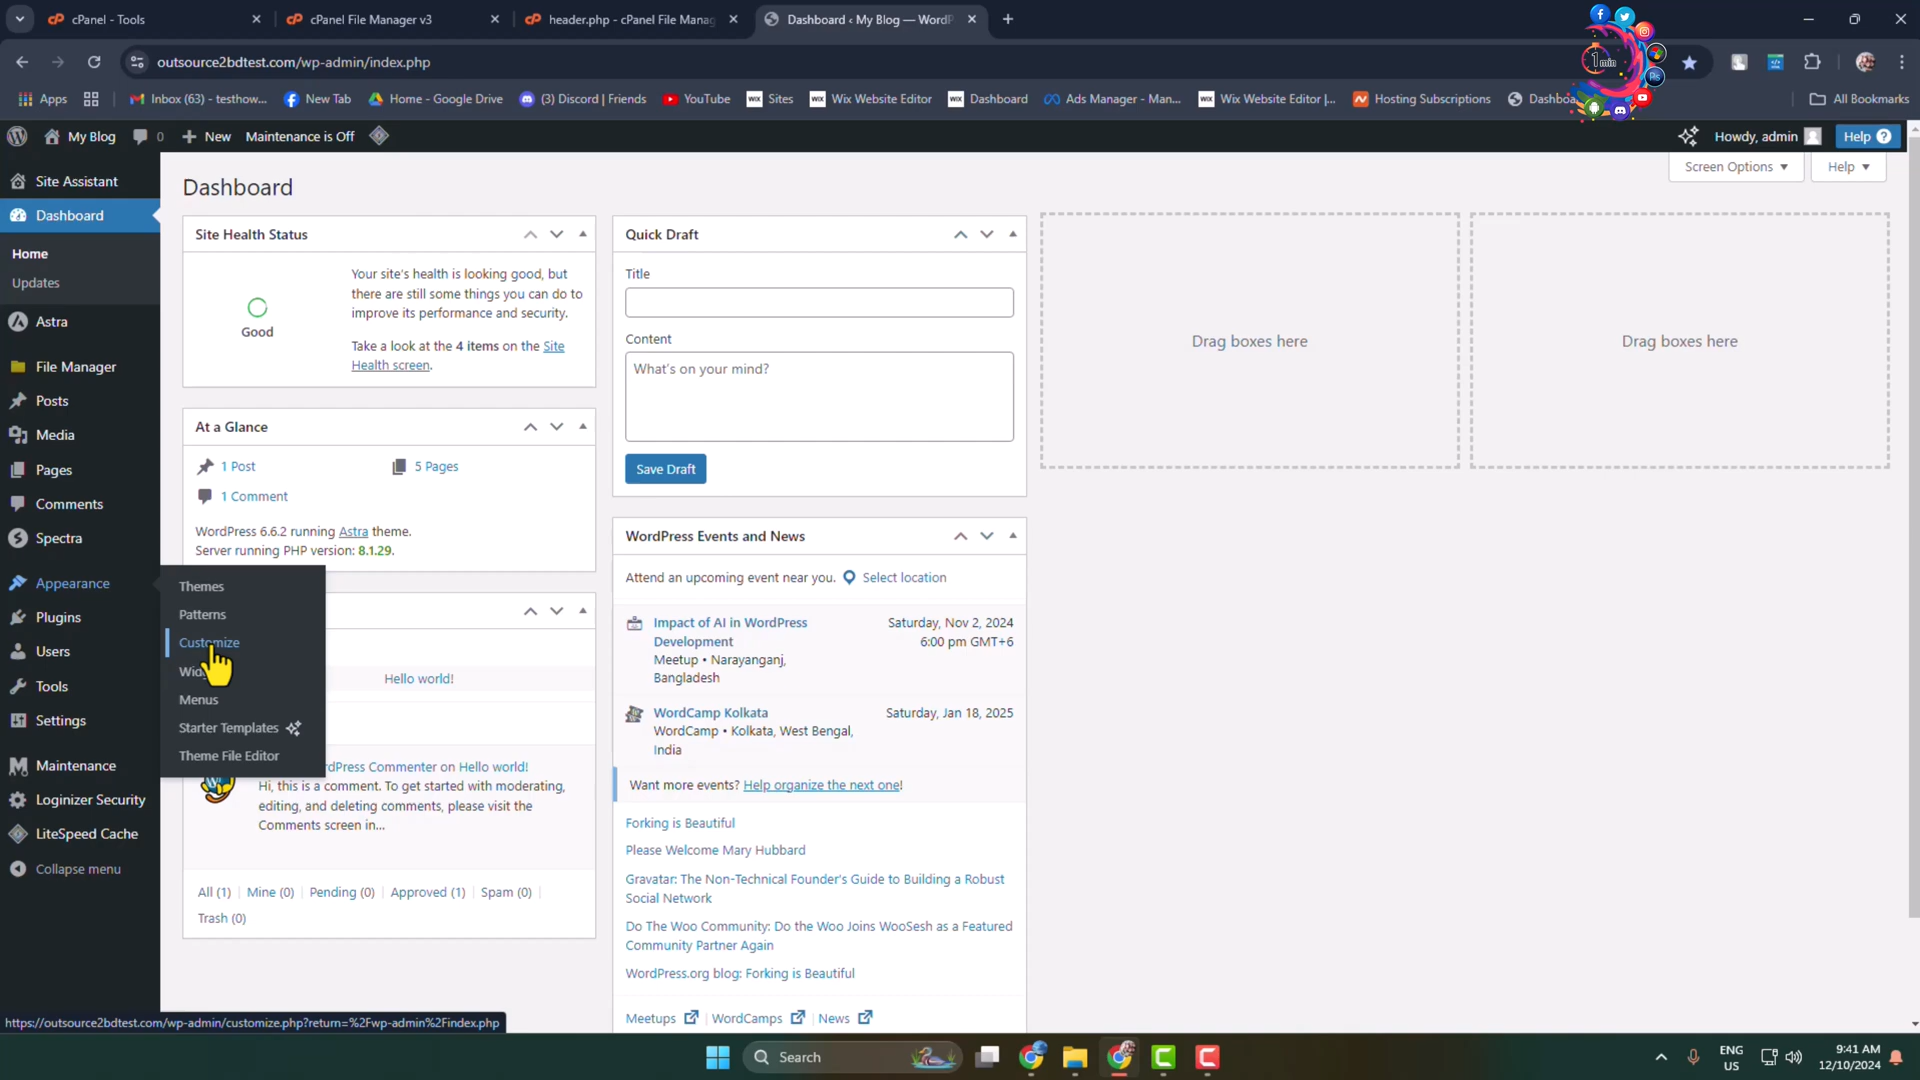 cPanel - Tools
cPanel File Manager v3
header.php - cPanel File Manag
Dashboard ‹ My Blog — WordP
outsource2bdtest.com/wp-admin/index.php
1 min
Ps
Apps
Inbox (63) - testhow...
New Tab
Home - Google Drive
(3) Discord | Friends
YouTube
WIX Sites
WIX Wix Website Editor
WIX Dashboard
Ads Manager - Man...
WIX Wix Website Editor |...
Hosting Subscriptions
Dashboa
All Bookmarks
My Blog
0
New
Maintenance is Off
Howdy, admin
Help
Site Assistant
Dashboard
Home
Updates
Astra
File Manager
Posts
Media
Pages
Comments
Spectra
Appearance
Plugins
Users
Tools
Settings
Maintenance
Loginizer Security
LiteSpeed Cache
Collapse menu
Themes
Patterns
Customize
Menus
Starter Templates
Theme File Editor
Dashboard
Screen Options
Help
Site Health Status
Good
Your site's health is looking good, but
there are still some things you can do to
improve its performance and security.
Take a look at the 4 items on the Site
Health screen.
At a Glance
1 Post
5 Pages
1 Comment
WordPress 6.6.2 running Astra theme.
Server running PHP version: 8.1.29.
Hello world!
dPress Commenter on Hello world!
Hi, this is a comment. To get started with moderating,
editing, and deleting comments, please visit the
Comments screen in...
All (1) | Mine (0) | Pending (0) | Approved (1) | Spam (0) |
Trash (0)
Quick Draft
Title
Content
What's on your mind?
Save Draft
WordPress Events and News
Attend an upcoming event near you.
Select location
Impact of AI in WordPress
Development
Meetup • Narayanganj,
Bangladesh
Saturday, Nov 2, 2024
6:00 pm GMT+6
WordCamp Kolkata
WordCamp • Kolkata, West Bengal,
India
Saturday, Jan 18, 2025
Want more events? Help organize the next one!
Forking is Beautiful
Please Welcome Mary Hubbard
Gravatar: The Non-Technical Founder's Guide to Building a Robust
Social Network
Do The Woo Community: Do the Woo Joins WooSesh as a Featured
Community Partner Again
WordPress.org blog: Forking is Beautiful
Meetups | WordCamps | News
Drag boxes here
Drag boxes here
https://outsource2bdtest.com/wp-admin/customize.php?return=%2Fwp-admin%2Findex.php
Search
ENG
US
9:41 AM
12/10/2024